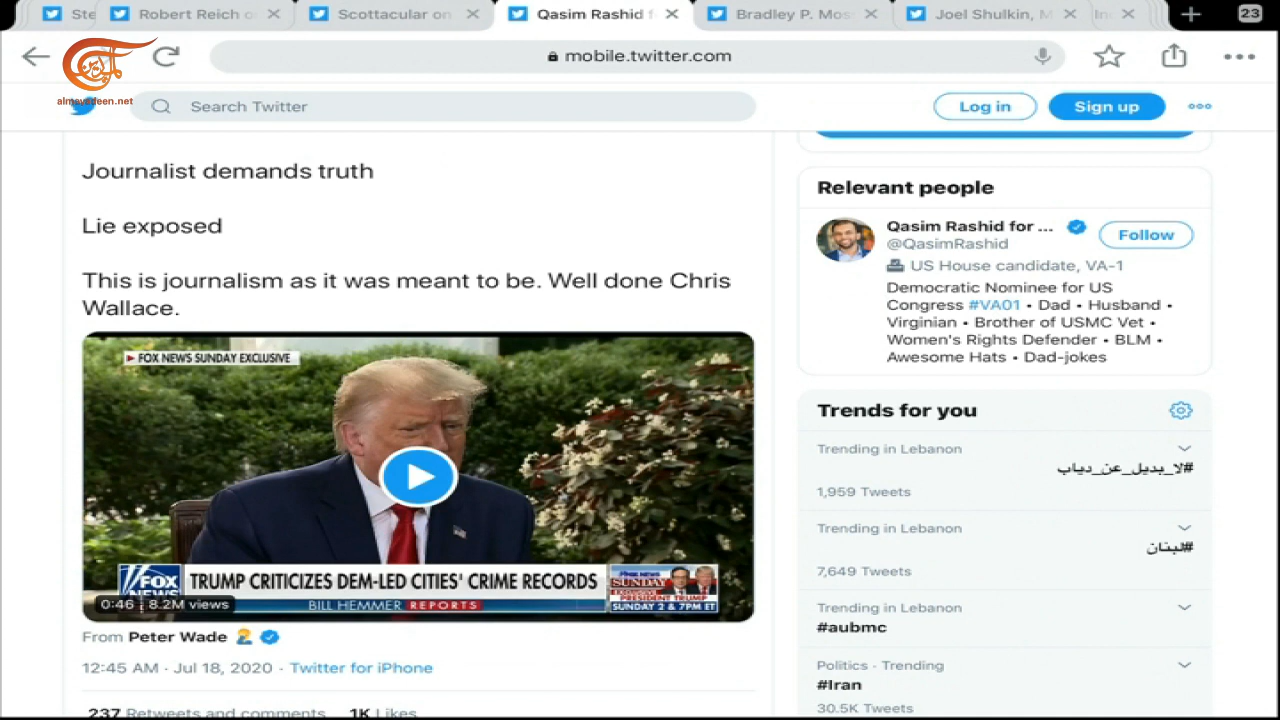 Robert Reich o
Scottacular on
Qasim Rashid f
Bradley P. Mos
Joel Shulkin, M
23
الميادين
almayadeen.net
mobile.twitter.com
Search Twitter
Log in
Sign up
Journalist demands truth
Lie exposed
This is journalism as it was meant to be. Well done Chris
Wallace.
FOX NEWS SUNDAY EXCLUSIVE
FOX
NEWS
TRUMP CRITICIZES DEM-LED CITIES' CRIME RECORDS
BILL HEMMER REPORTS
FOX NEWS
SUNDAY
EXCLUSIVE
PRESIDENT TRUMP
SUNDAY 2 & 7PM ET
0:46
8.2M views
From Peter Wade
12:45 AM · Jul 18, 2020 · Twitter for iPhone
237 Retweets and comments 1K Likes
Relevant people
Qasim Rashid for ...
@QasimRashid
Follow
US House candidate, VA-1
Democratic Nominee for US
Congress #VA01 • Dad • Husband •
Virginian • Brother of USMC Vet •
Women's Rights Defender • BLM •
Awesome Hats • Dad-jokes
Trends for you
Trending in Lebanon
#لا_بديل_عن_دياب
1,959 Tweets
Trending in Lebanon
#لبنان
7,649 Tweets
Trending in Lebanon
#aubmc
Politics · Trending
#Iran
30.5K Tweets